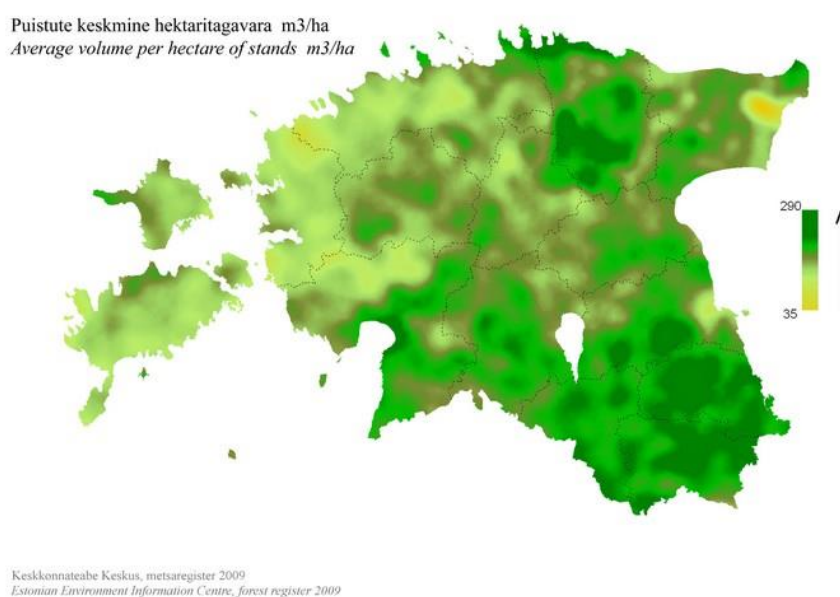 Puistute keskmine hektaritagavara m3/ha
Average volume per hectare of stands m3/ha
290
35
Keskkonnateabe Keskus, metsaregister 2009
Estonian Environment Information Centre, forest register 2009